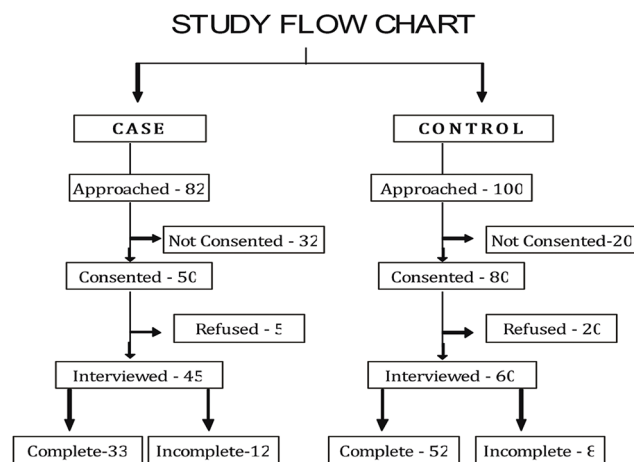 STUDY FLOW CHART
CASE
CONTROL
Approached - 82
Approached - 100
Not Consented - 32
Not Consented-20
Consented - 50
Consented - 80
Refused - 5
Refused - 20
Interviewed - 45
Interviewed - 60
Complete-33
Incomplete-12
Complete - 52
Incomplete - 8